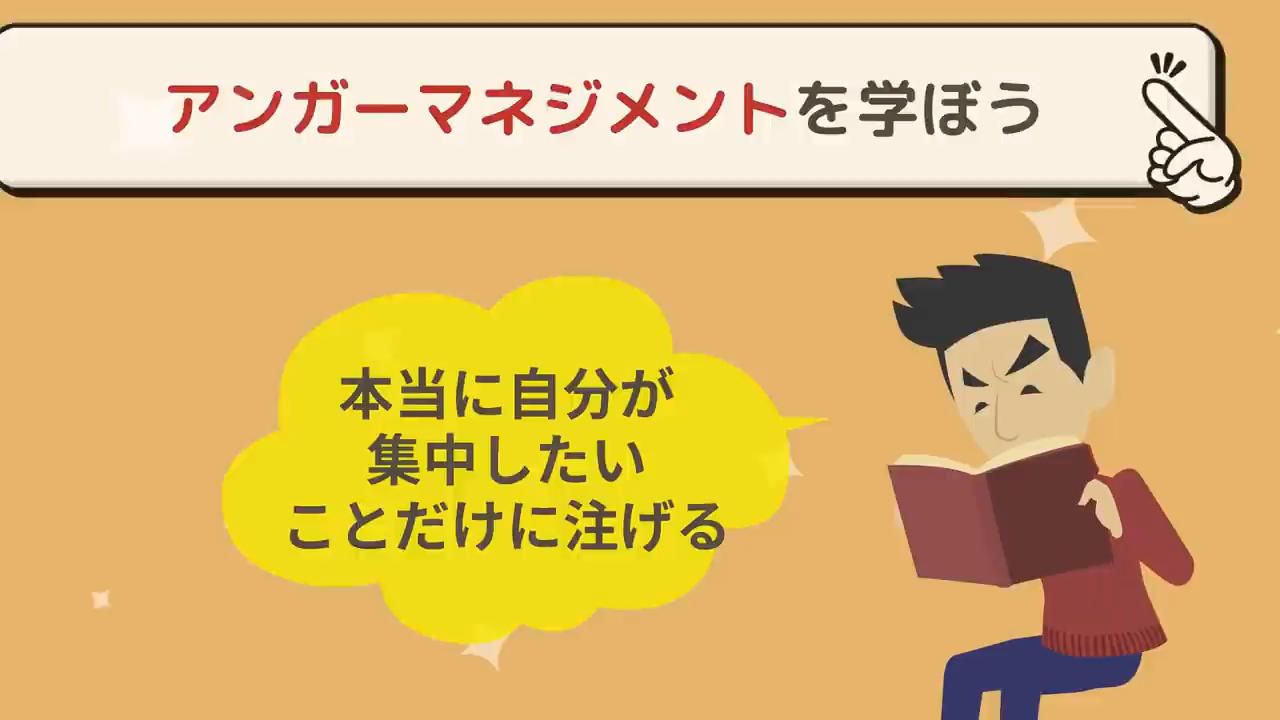 アンガーマネジメントを学ぼう
本当に自分が
集中したい
ことだけに注げる